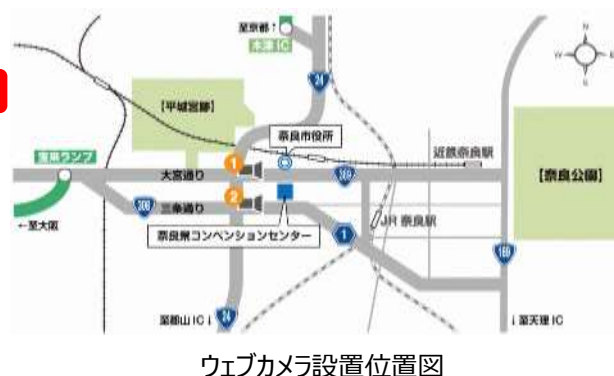 至京都↑
木津IC
24
【平城宮跡】
奈良市役所
近鉄奈良駅
N
W
E
S
宝来ランプ
1
大宮通り
369
【奈良公園】
2
308
三条通り
←至大阪
奈良県コンベンションセンター
1
JR 奈良駅
169
至郡山IC↓
24
↓至天理IC
ウェブカメラ設置位置図